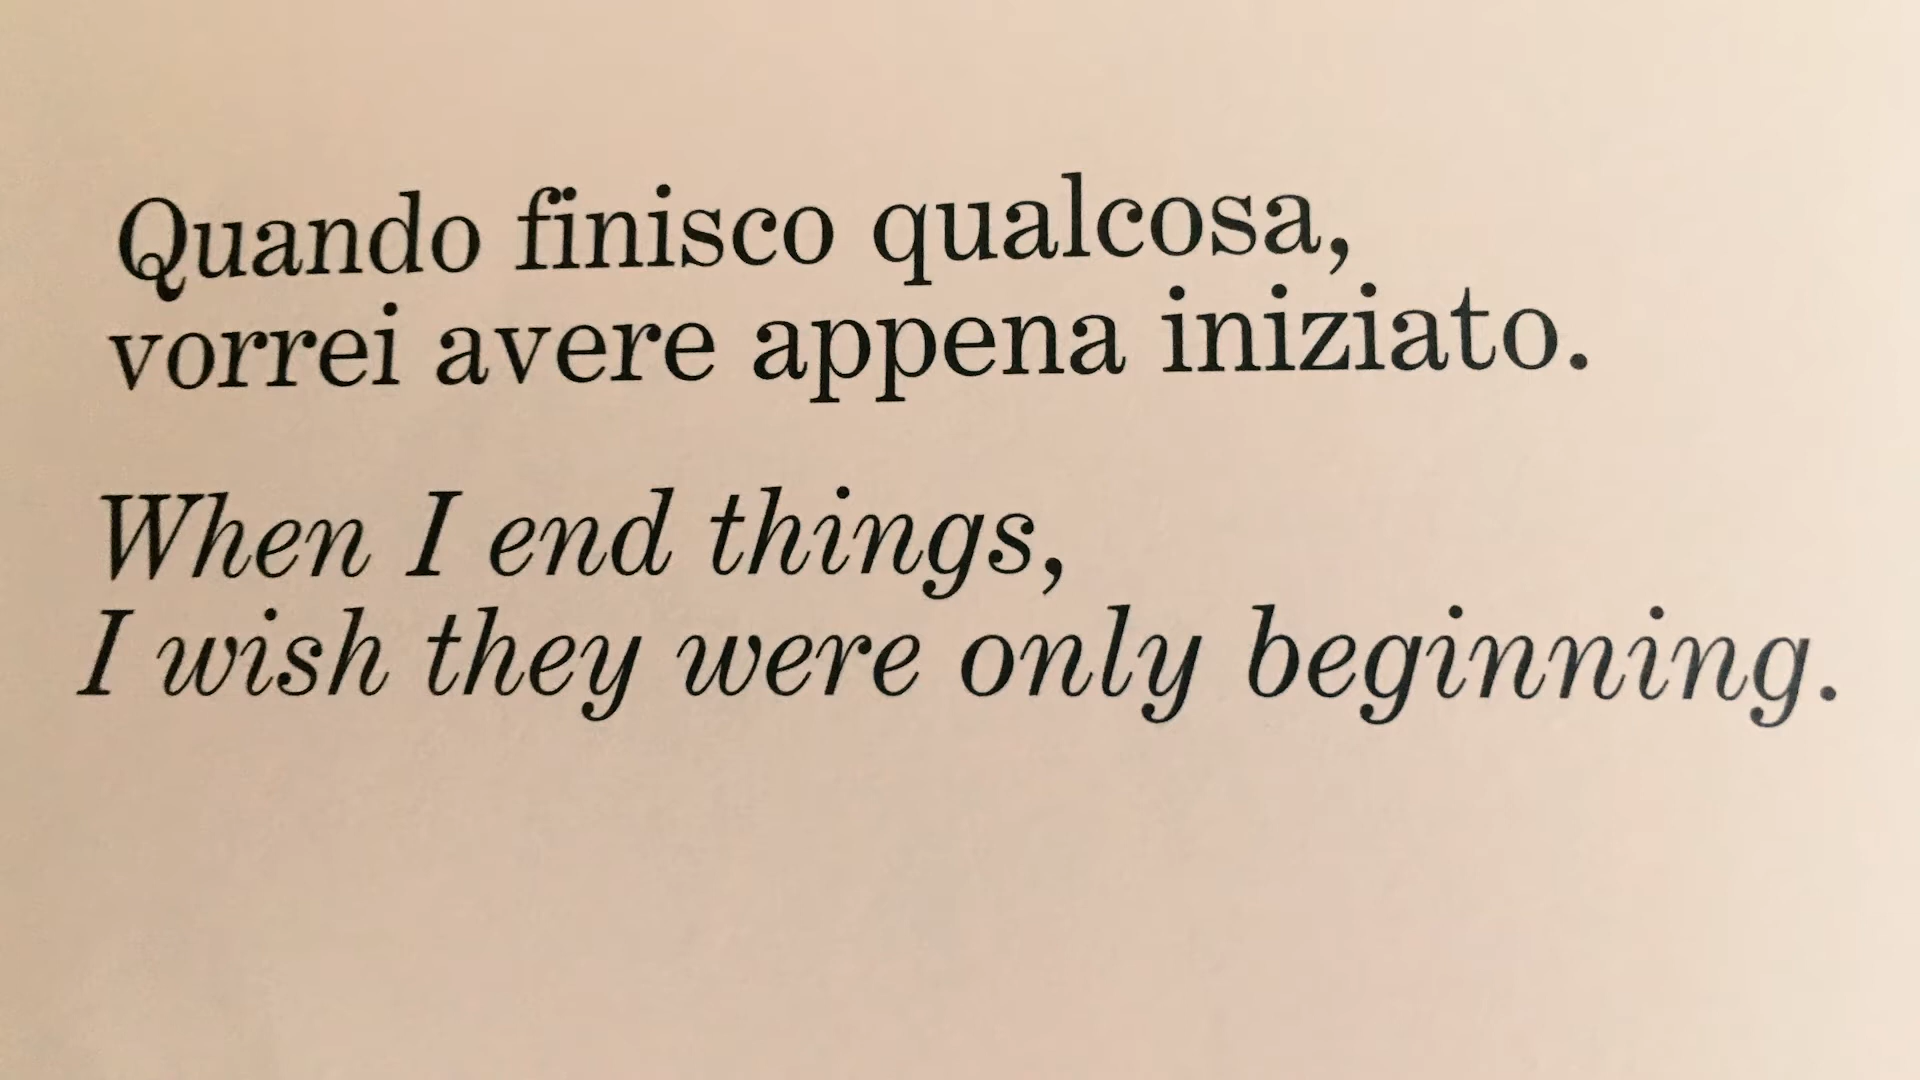 Quando finisco qualcosa,
vorrei avere appena iniziato.
When I end things,
I wish they were only beginning.